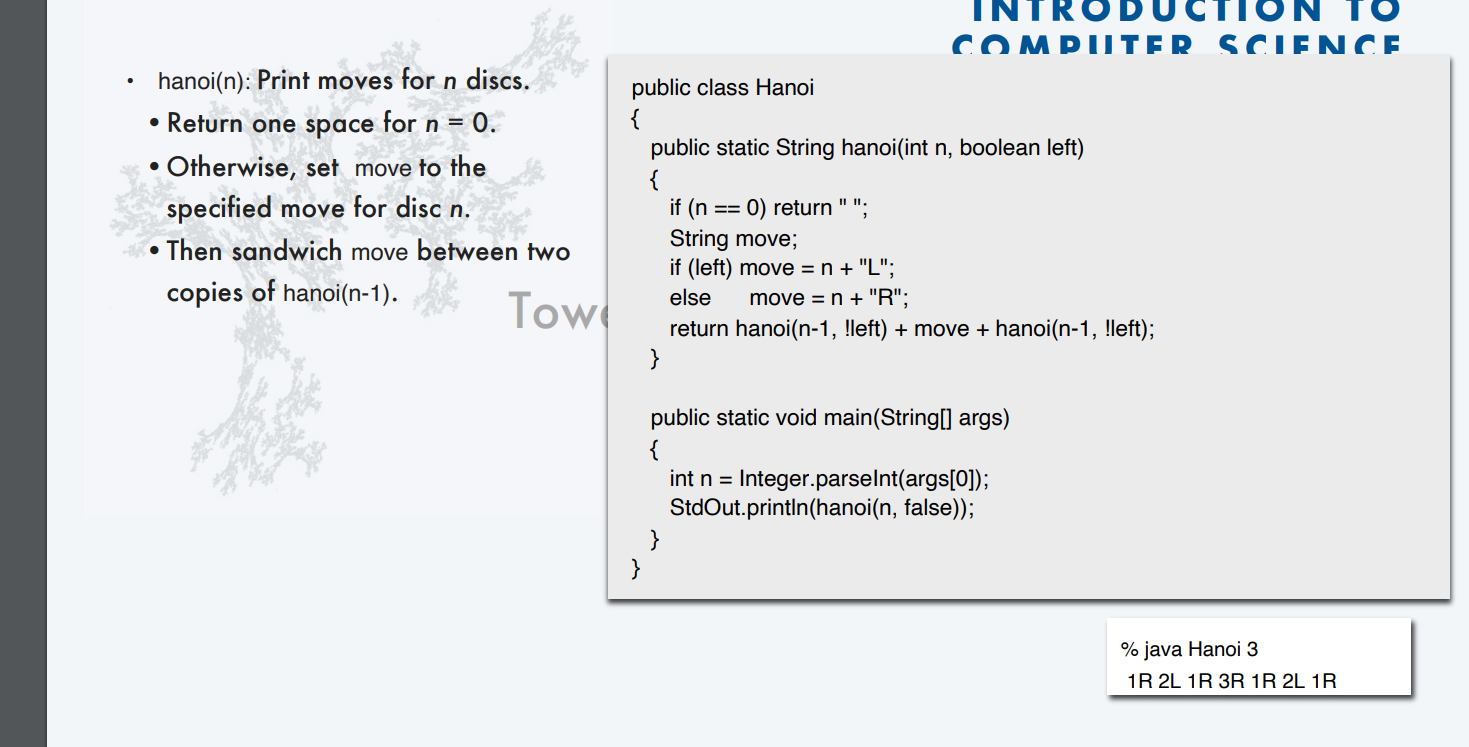 INTRODUCTION TO
COMPUTER SCIENCE
• hanoi(n): Print moves for n discs.
• Return one space for n = 0.
• Otherwise, set move to the
specified move for disc n.
• Then sandwich move between two
copies of hanoi(n-1).
public class Hanoi
{
public static String hanoi(int n, boolean left)
{
if (n == 0) return " ";
String move;
if (left) move = n + "L";
else move = n + "R";
return hanoi(n-1, !left) + move + hanoi(n-1, !left);
}
public static void main(String[] args)
{
int n = Integer.parseInt(args[0]);
StdOut.println(hanoi(n, false));
}
}
% java Hanoi 3
1R 2L 1R 3R 1R 2L 1R